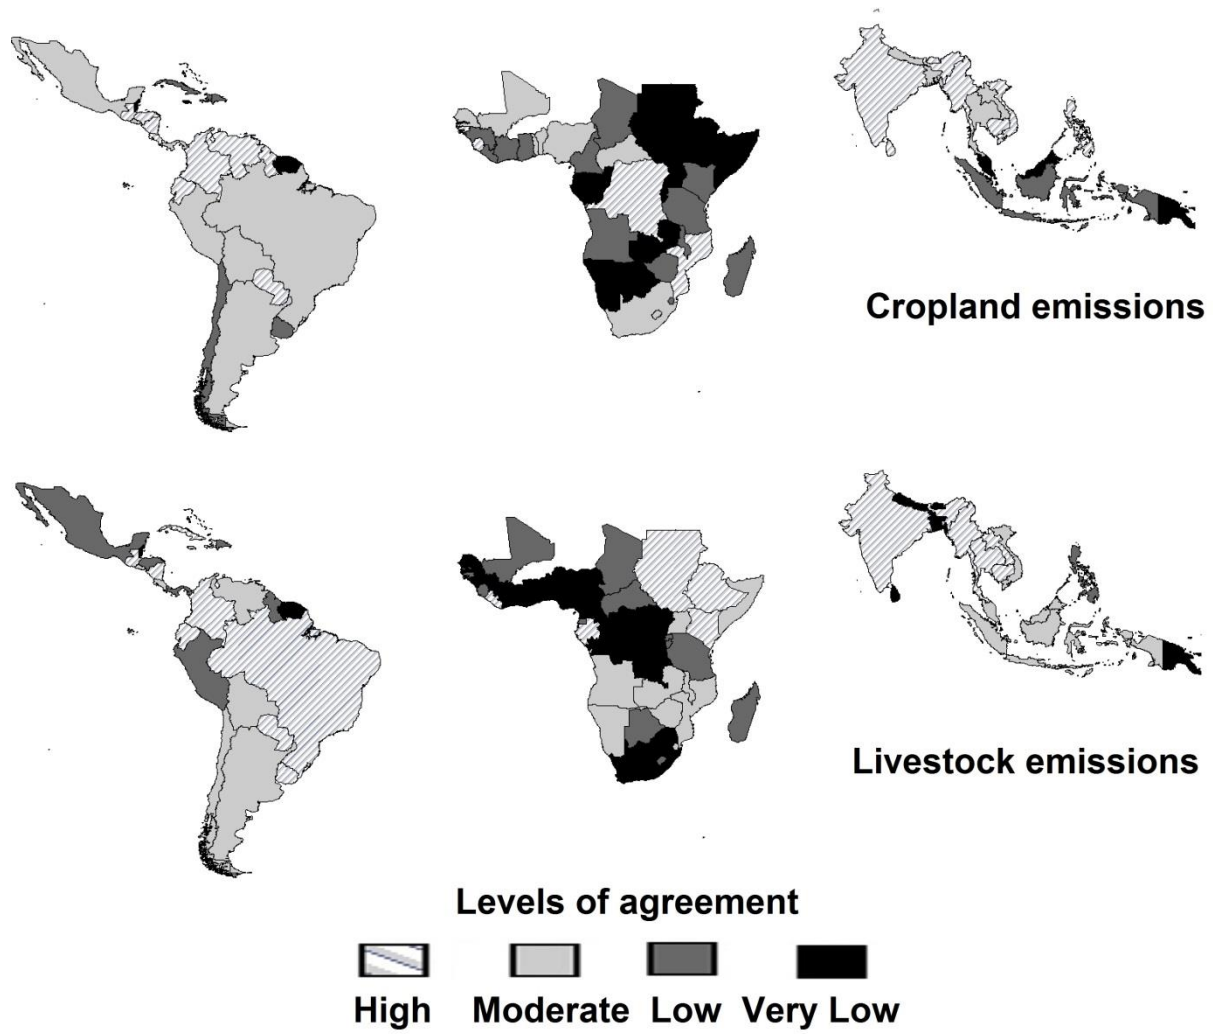 Cropland emissions
Livestock emissions
Levels of agreement
High Moderate Low Very Low